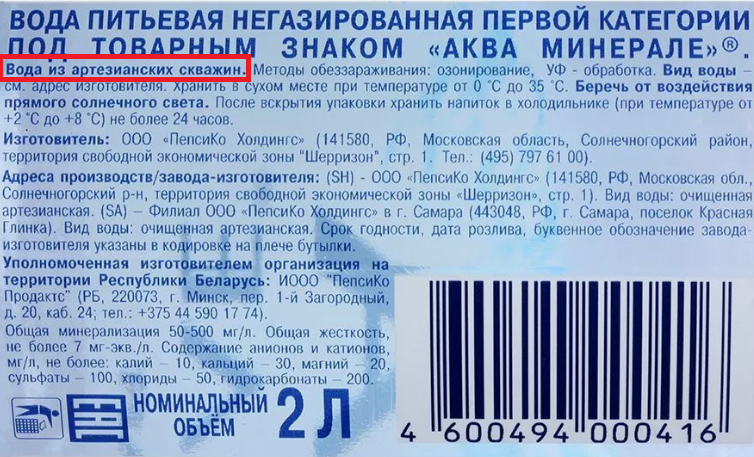 ВОДА ПИТЬЕВАЯ НЕГАЗИРОВАННАЯ ПЕРВОЙ КАТЕГОРИИ
ПОД ТОВАРНЫМ ЗНАКОМ «АКВА МИНЕРАЛЕ»®.
Вода из артезианских скважин. Методы обеззараживания: озонирование, УФ - обработка. Вид воды –
см. адрес изготовителя. Хранить в сухом месте при температуре от 0 °C до 35 °C. Беречь от воздействия
прямого солнечного света. После вскрытия упаковки хранить напиток в холодильнике (при температуре от
+2 °C до +8 °C) не более 24 часов.
Изготовитель: ООО «ПепсиКо Холдингс» (141580, РФ, Московская область, Солнечногорский район,
территория свободной экономической зоны "Шерризон", стр. 1. Тел.: (495) 797 61 00).
Адреса производств/завода-изготовителя: (SH) - ООО «ПепсиКо Холдингс» (141580, РФ, Московская обл.,
Солнечногорский р-н, территория свободной экономической зоны «Шерризон», стр. 1). Вид воды: очищенная
артезианская. (SA) – Филиал ООО «ПепсиКо Холдингс» в г. Самара (443048, РФ, г. Самара, поселок Красная
Глинка). Вид воды: очищенная артезианская. Срок годности, дата розлива, буквенное обозначение завода-
изготовителя указаны в кодировке на плече бутылки.
Уполномоченная изготовителем организация на
территории Республики Беларусь: ИООО "ПепсиКо
Продактс" (РБ, 220073, г. Минск, пер. 1-й Загородный,
д. 20, каб. 24; тел.: +375 44 590 17 74).
Общая минерализация 50-500 мг/л. Общая жесткость,
не более 7 мг-экв./л. Содержание анионов и катионов,
мг/л, не более: калий – 10, кальций – 30, магний – 20,
сульфаты – 100, хлориды – 50, гидрокарбонаты – 200.
НОМИНАЛЬНЫЙ
ОБЪЁМ 2 Л
4 600494 000416